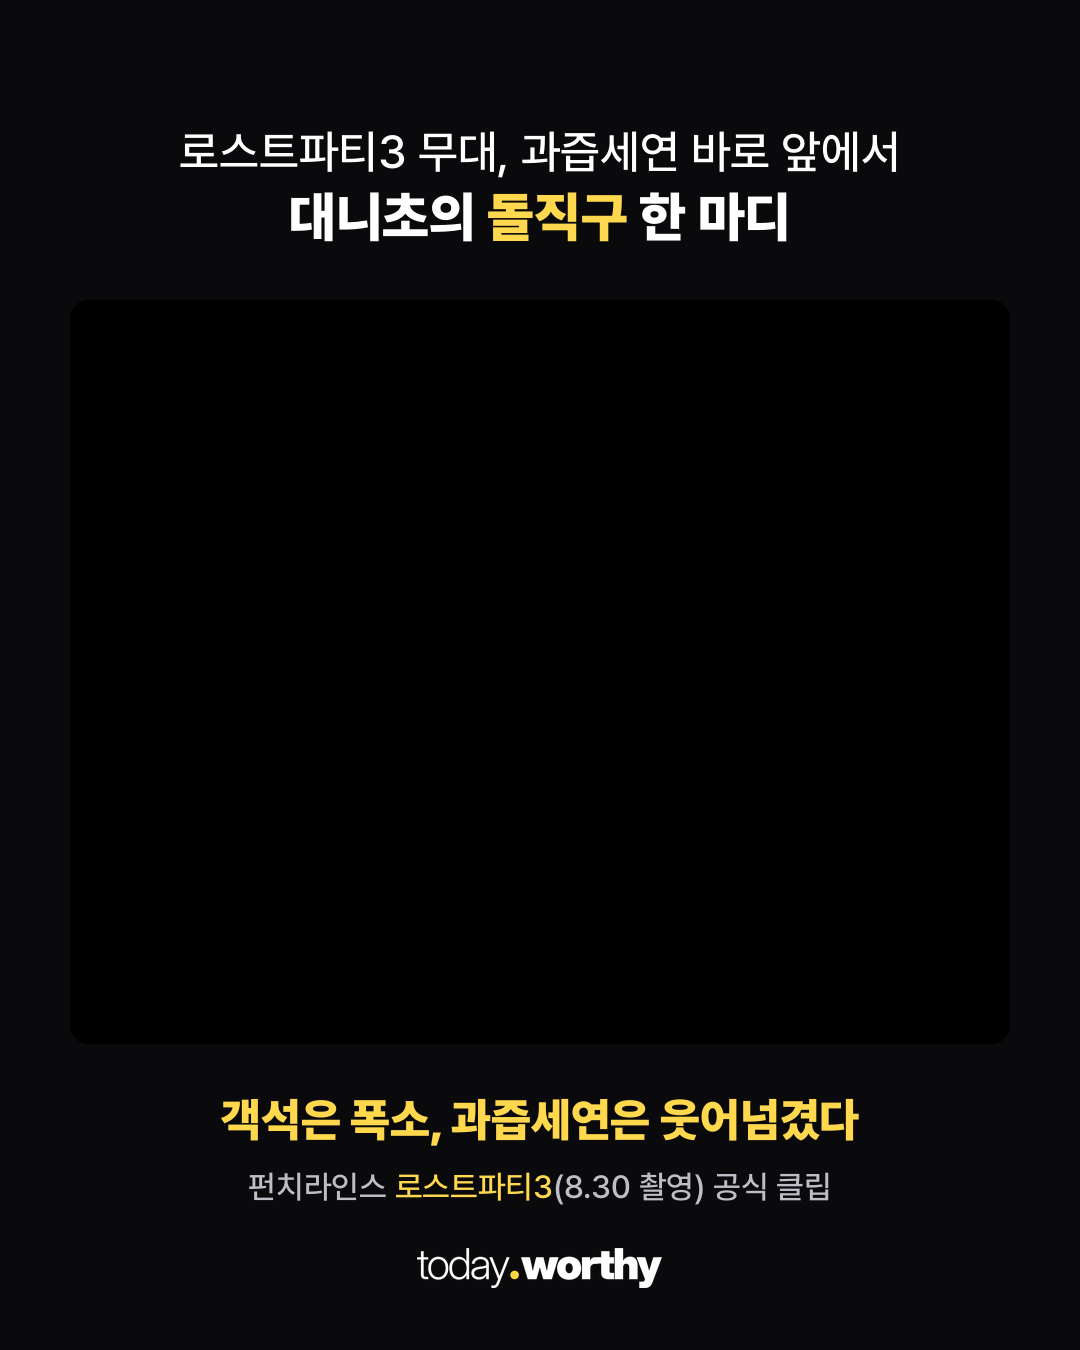 로스트파티3 무대, 과즙세연 바로 앞에서
대니초의 돌직구 한 마디
객석은 폭소, 과즙세연은 웃어넘겼다
펀치라인스 로스트파티3(8.30 촬영) 공식 클립
today.worthy